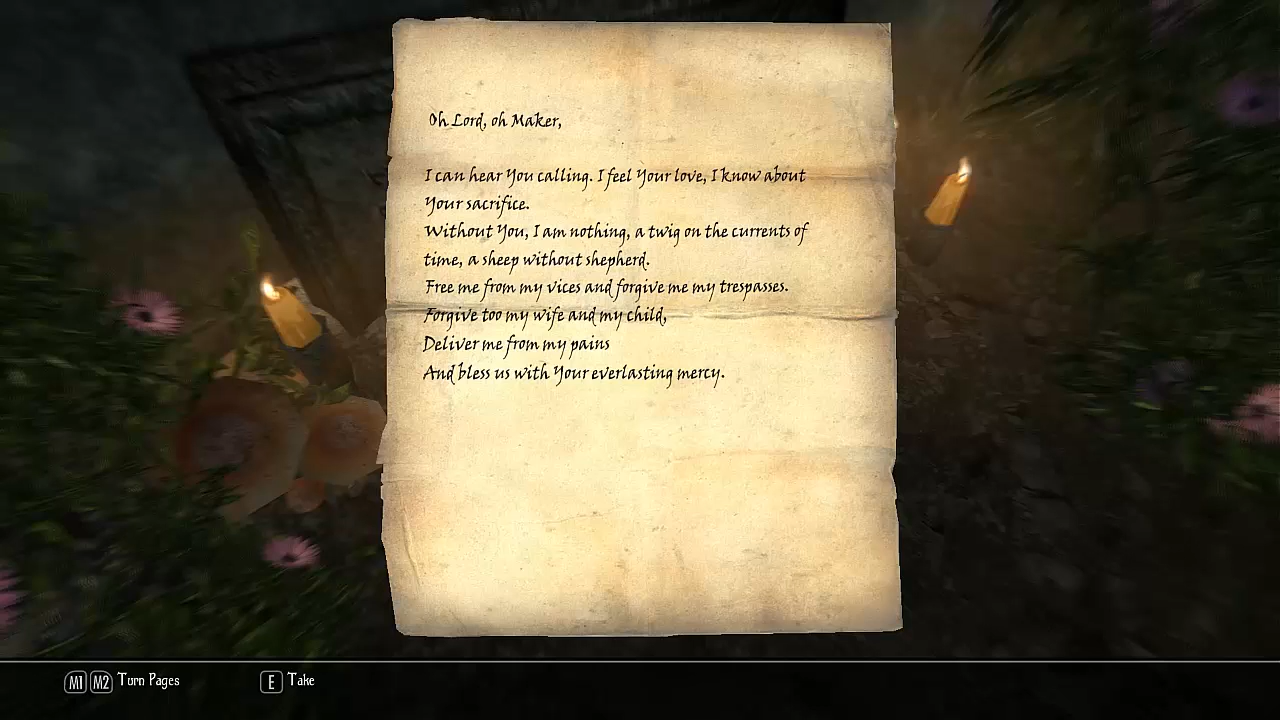 Oh Lord, oh Maker,
I can hear You calling. I feel Your love, I know about
Your sacrifice.
Without You, I am nothing, a twig on the currents of
time, a sheep without shepherd.
Free me from my vices and forgive me my trespasses.
Forgive too my wife and my child,
Deliver me from my pains
And bless us with Your everlasting mercy.
M1 M2 Turn Pages E Take